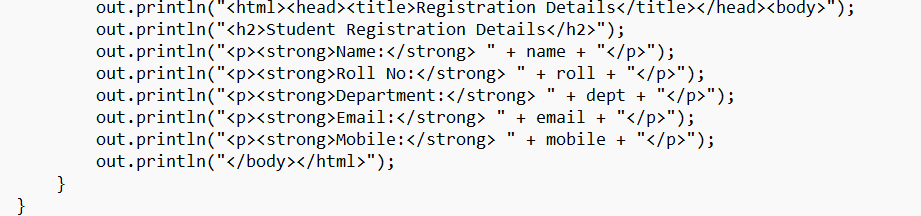 out.println("<html><head><title>Registration Details</title></head><body>");
out.println("<h2>Student Registration Details</h2>");
out.println("<p><strong>Name:</strong> " + name + "</p>");
out.println("<p><strong>Roll No:</strong> " + roll + "</p>");
out.println("<p><strong>Department:</strong> " + dept + "</p>");
out.println("<p><strong>Email:</strong> " + email + "</p>");
out.println("<p><strong>Mobile:</strong> " + mobile + "</p>");
out.println("</body></html>");
}
}